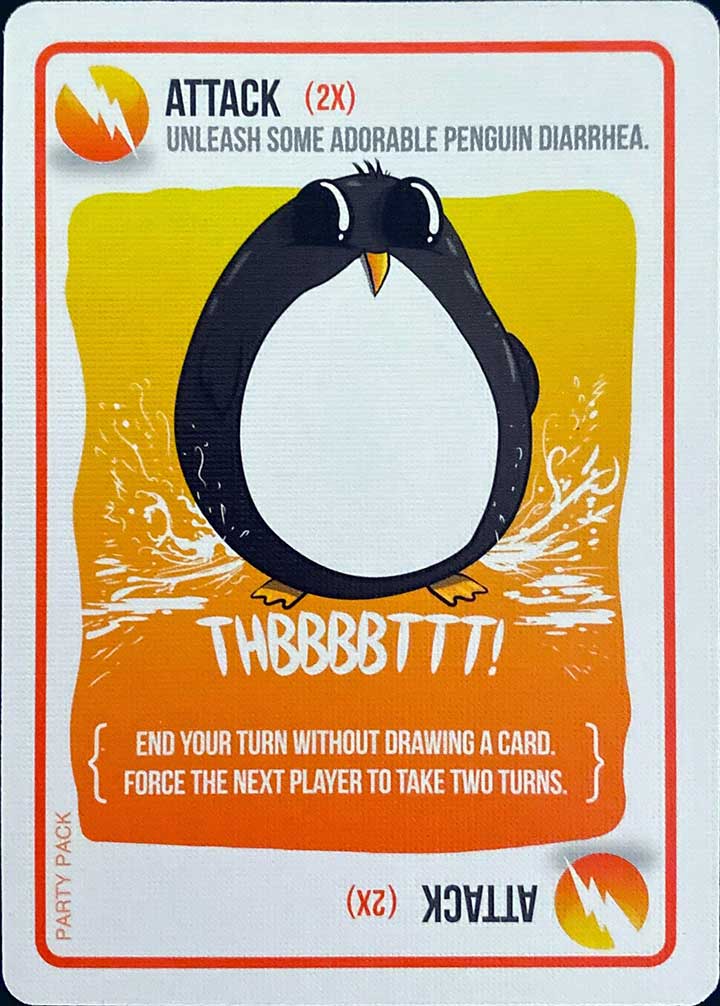 ATTACK (2X)
UNLEASH SOME ADORABLE PENGUIN DIARRHEA.
THBBBBTTT!
END YOUR TURN WITHOUT DRAWING A CARD.
FORCE THE NEXT PLAYER TO TAKE TWO TURNS.
PARTY PACK
ATTACK (2X)